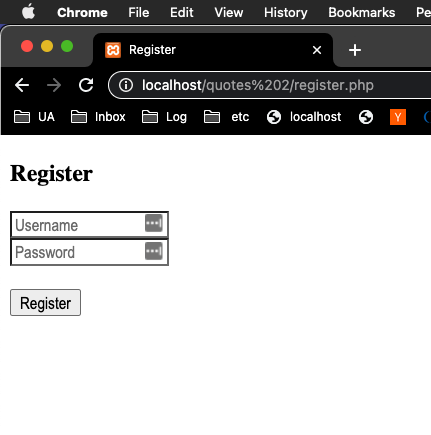 Chrome File Edit View History Bookmarks Pe
Register
localhost/quotes%202/register.php
UA Inbox Log etc localhost Y
Register
Username
Password
Register